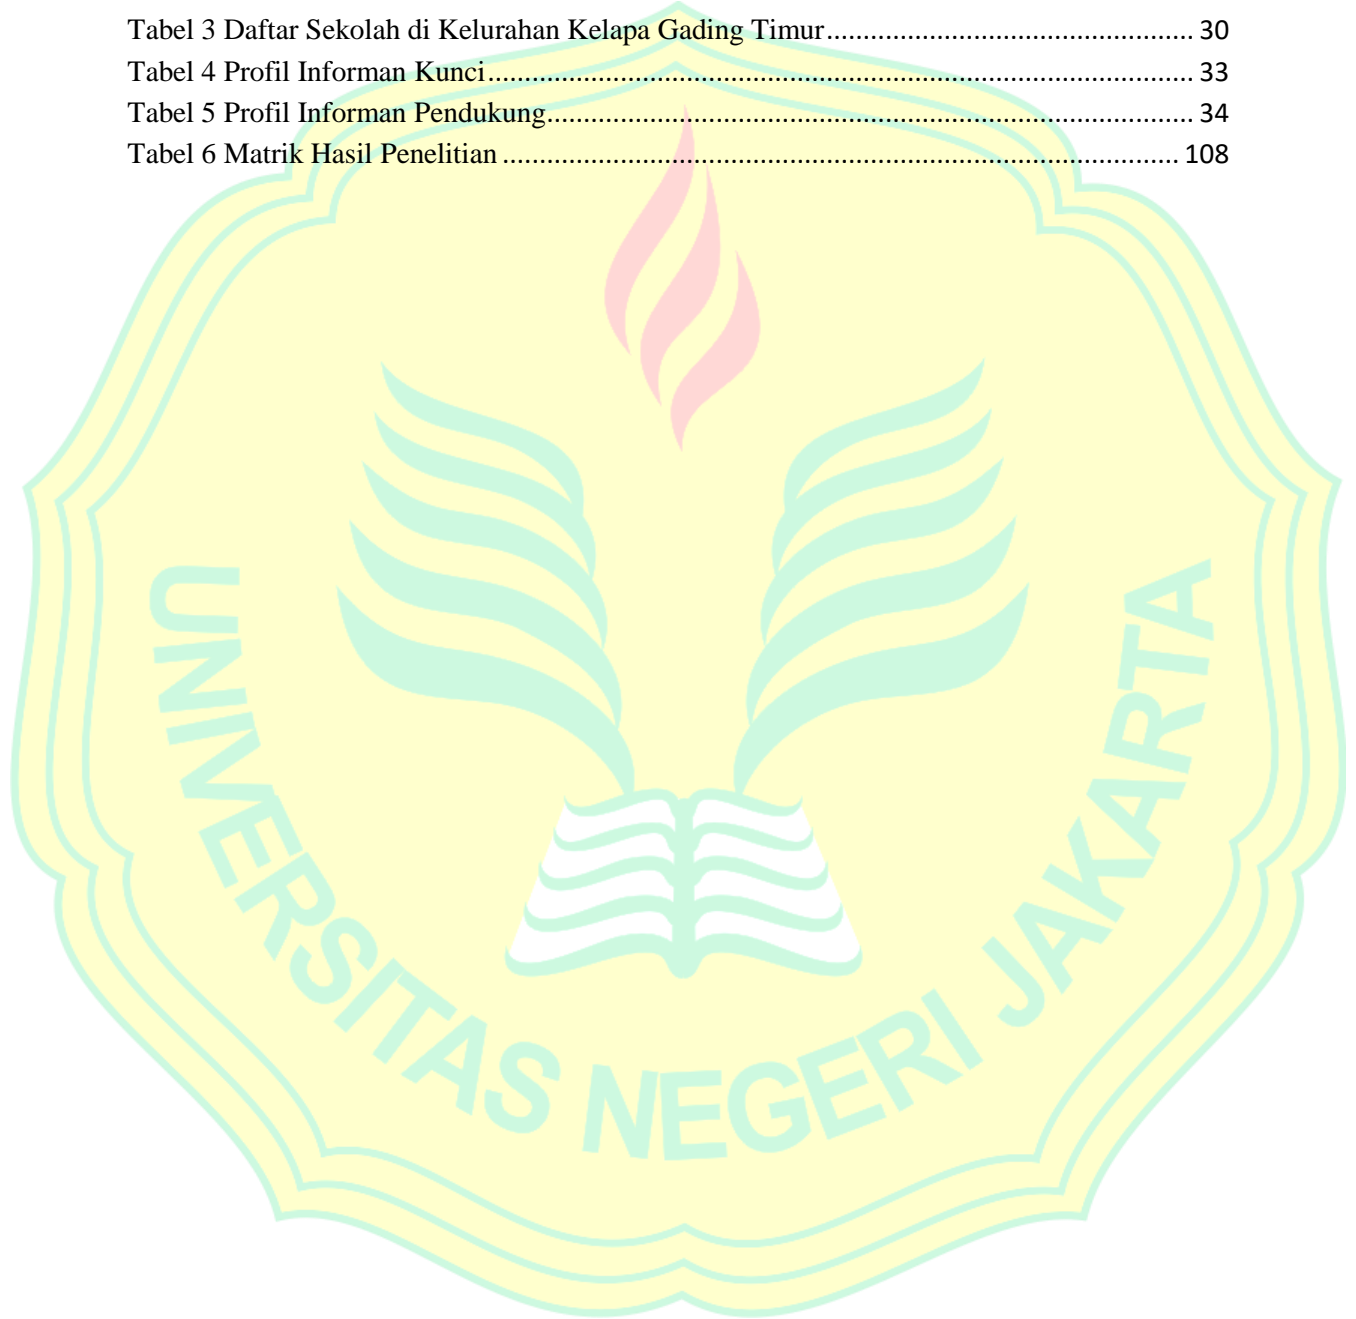 Tabel 3 Daftar Sekolah di Kelurahan Kelapa Gading Timur.................................................. 30
Tabel 4 Profil Informan Kunci................................................................................................ 33
Tabel 5 Profil Informan Pendukung........................................................................................ 34
Tabel 6 Matrik Hasil Penelitian ............................................................................................ 108
UNIVERSITAS NEGERI JAKARTA